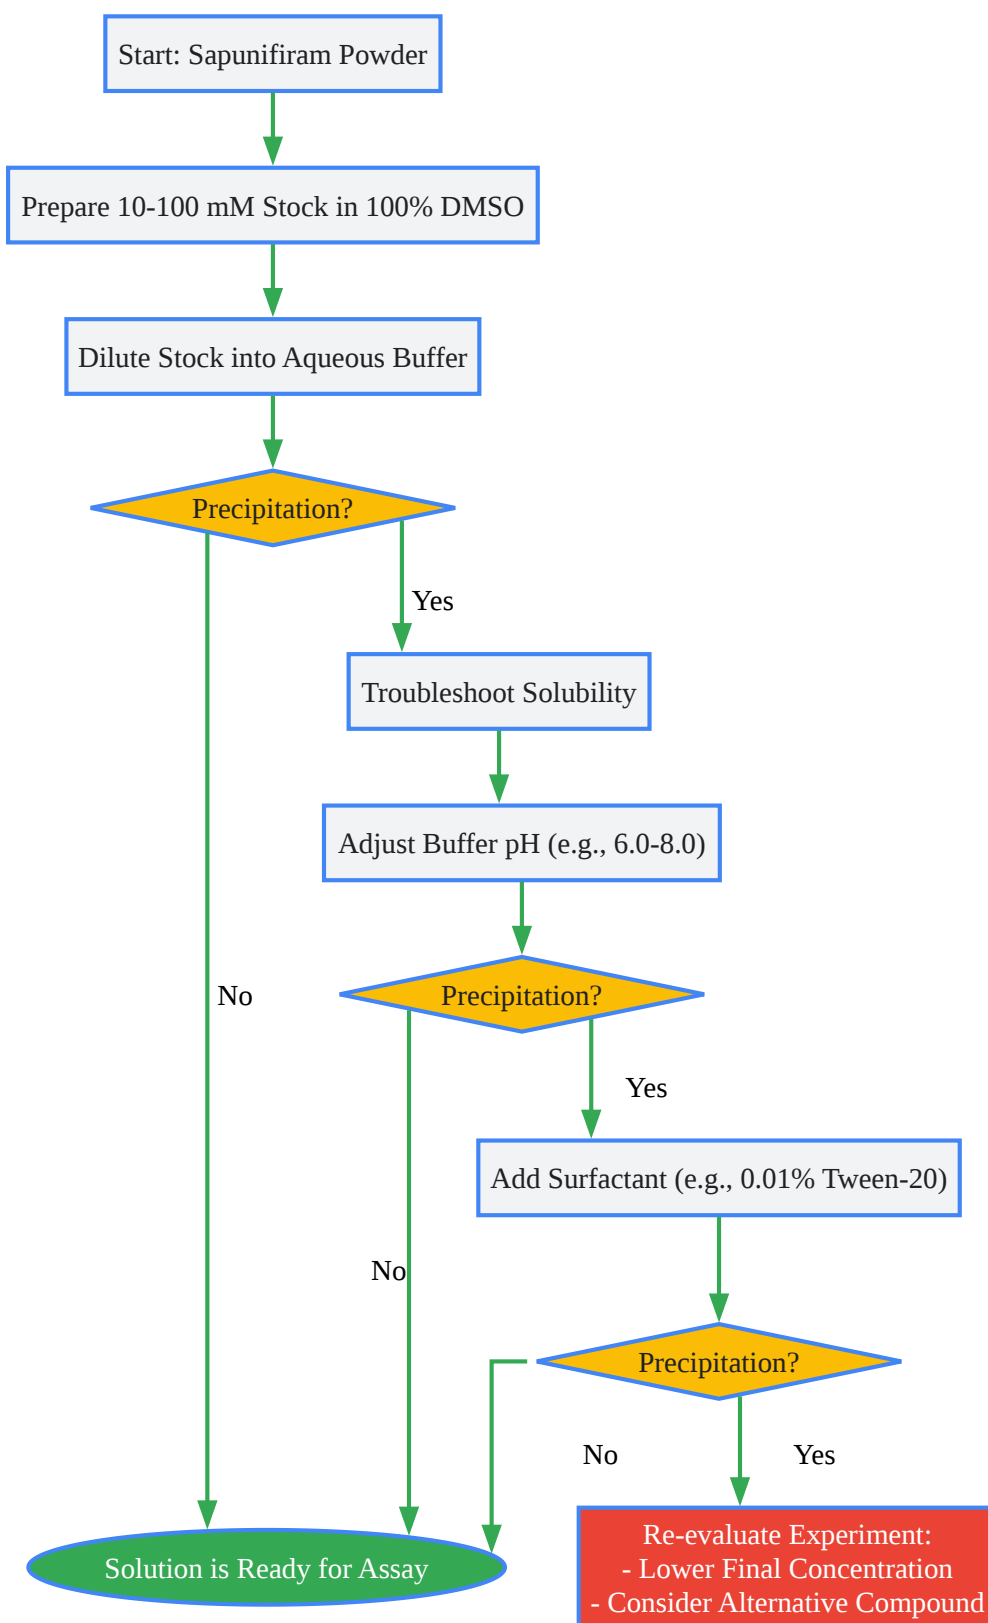 Start: Sapunifiram Powder
Prepare 10-100 mM Stock in 100% DMSO
Dilute Stock into Aqueous Buffer
Precipitation?
Yes
Troubleshoot Solubility
Adjust Buffer pH (e.g., 6.0-8.0)
No
Precipitation?
Yes
Add Surfactant (e.g., 0.01% Tween-20)
No
Precipitation?
No
Yes
Re-evaluate Experiment:
- Lower Final Concentration
- Consider Alternative Compound
Solution is Ready for Assay